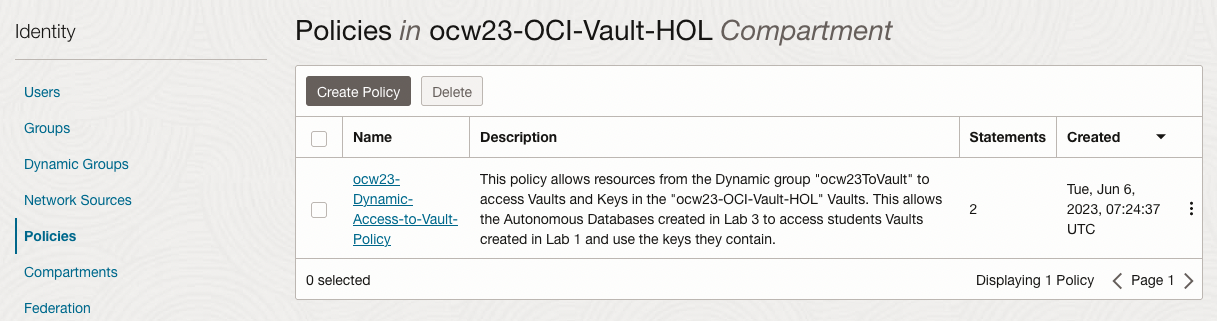 Identity
Users
Groups
Dynamic Groups
Network Sources
Policies
Compartments
Federation
Policies in ocw23-OCI-Vault-HOL Compartment
Create Policy
Delete
Name
Description
Statements
Created
ocw23-
Dynamic-
Access-to-Vault-
Policy
This policy allows resources from the Dynamic group "ocw23ToVault" to
access Vaults and Keys in the "ocw23-OCI-Vault-HOL" Vaults. This allows
the Autonomous Databases created in Lab 3 to access students Vaults
created in Lab 1 and use the keys they contain.
2
Tue, Jun 6,
2023, 07:24:37
UTC
0 selected
Displaying 1 Policy
Page 1